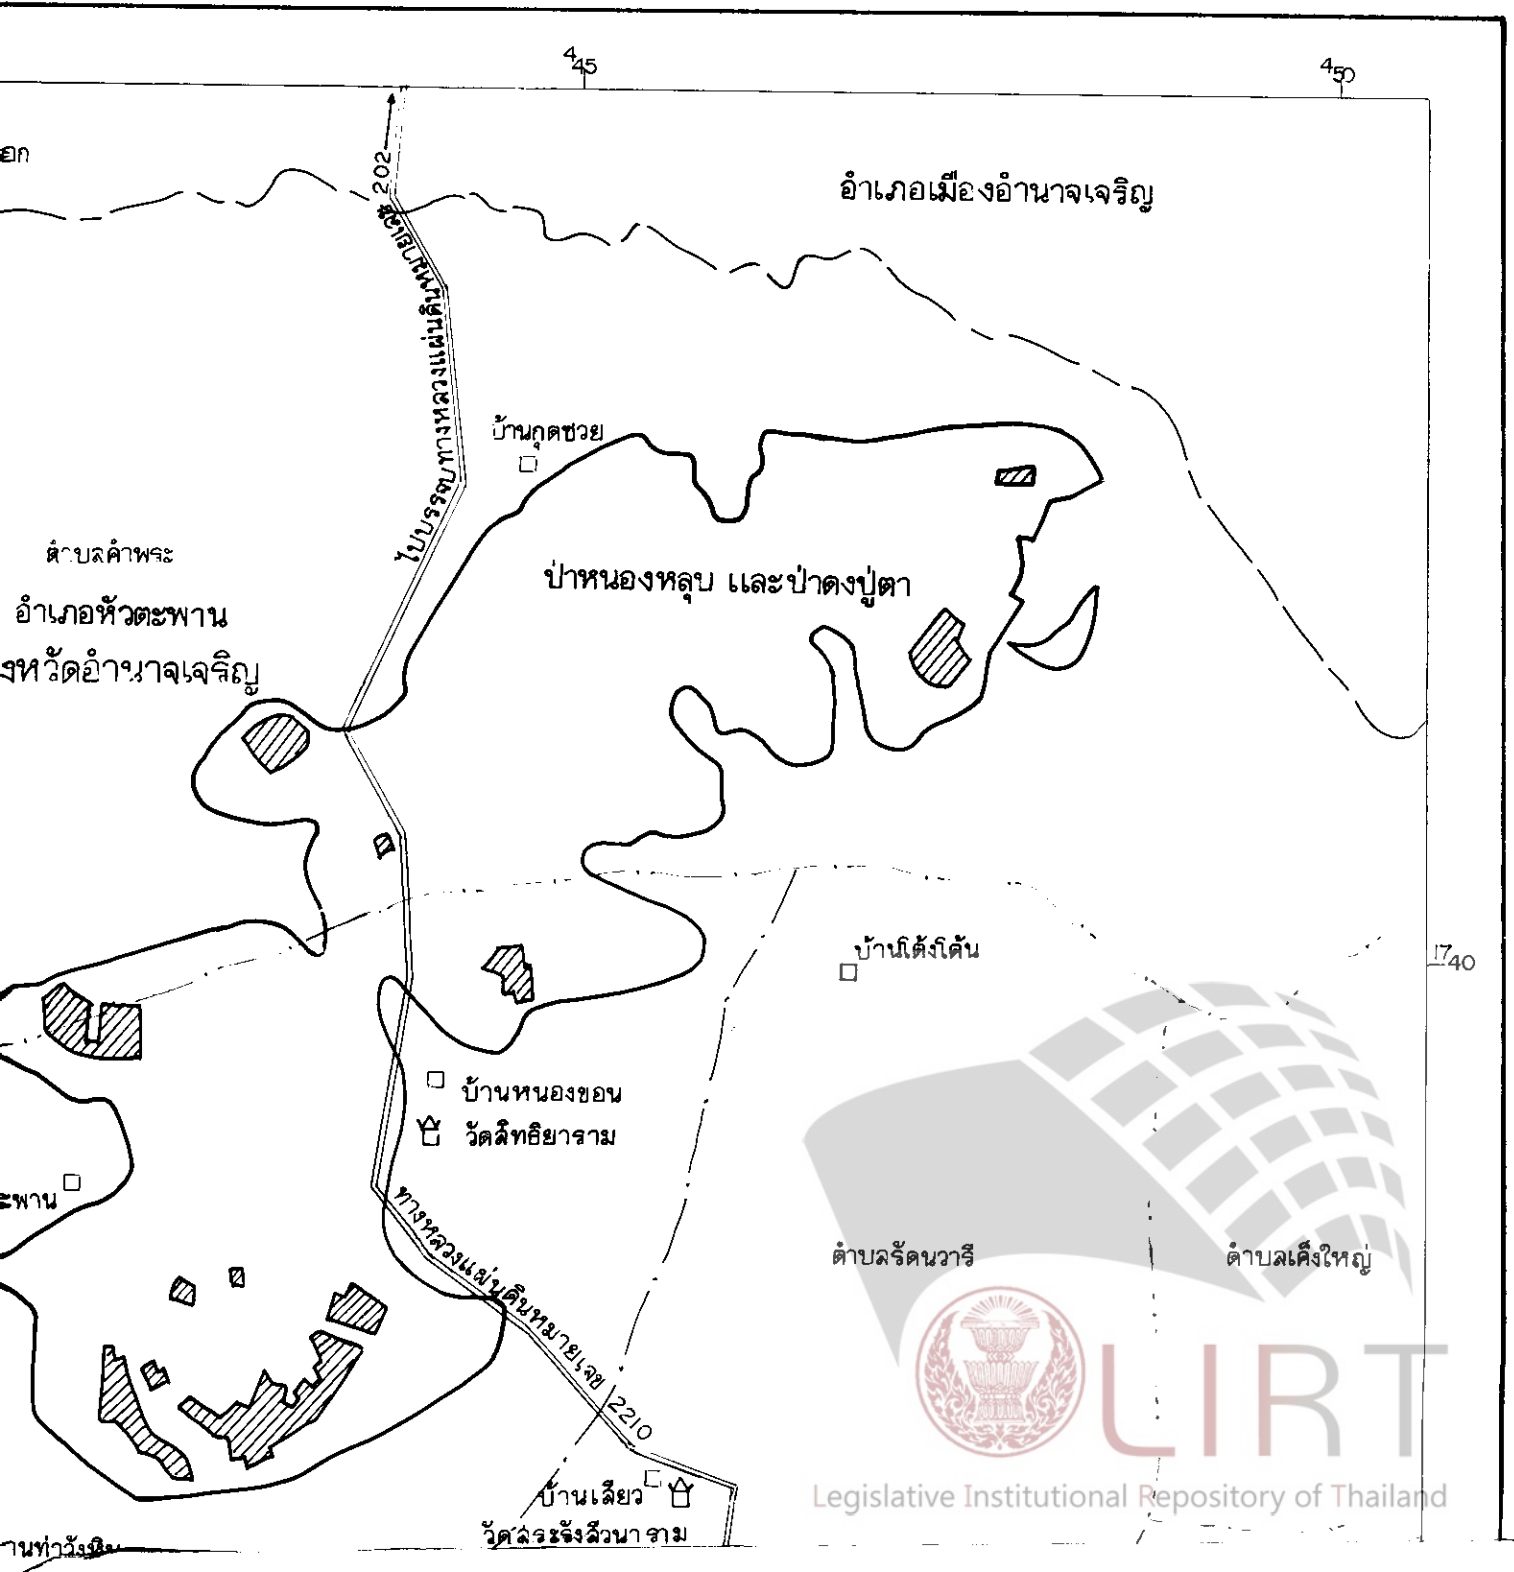 445
450
อำเภอเมืองอำนาจเจริญ
202
ไปบรรจบทางหลวงแผ่นดินหมายเลข
บ้านกุดซวย
ตำบลคำพระ
อำเภอหัวตะพาน
งหวัดอำนาจเจริญ
ป่าหนองหลุบ และป่าดงปู่ตา
บ้านโต้งโต้น
1740
บ้านหนองขอน
วัดสิทธิยาราม
ะพาน
ทางหลวงแผ่นดินหมายเลข 2210
ตำบลรัตนวารี
ตำบลเค็งใหญ่
LIRT
Legislative Institutional Repository of Thailand
บ้านเสียว
านท่าวังหิน